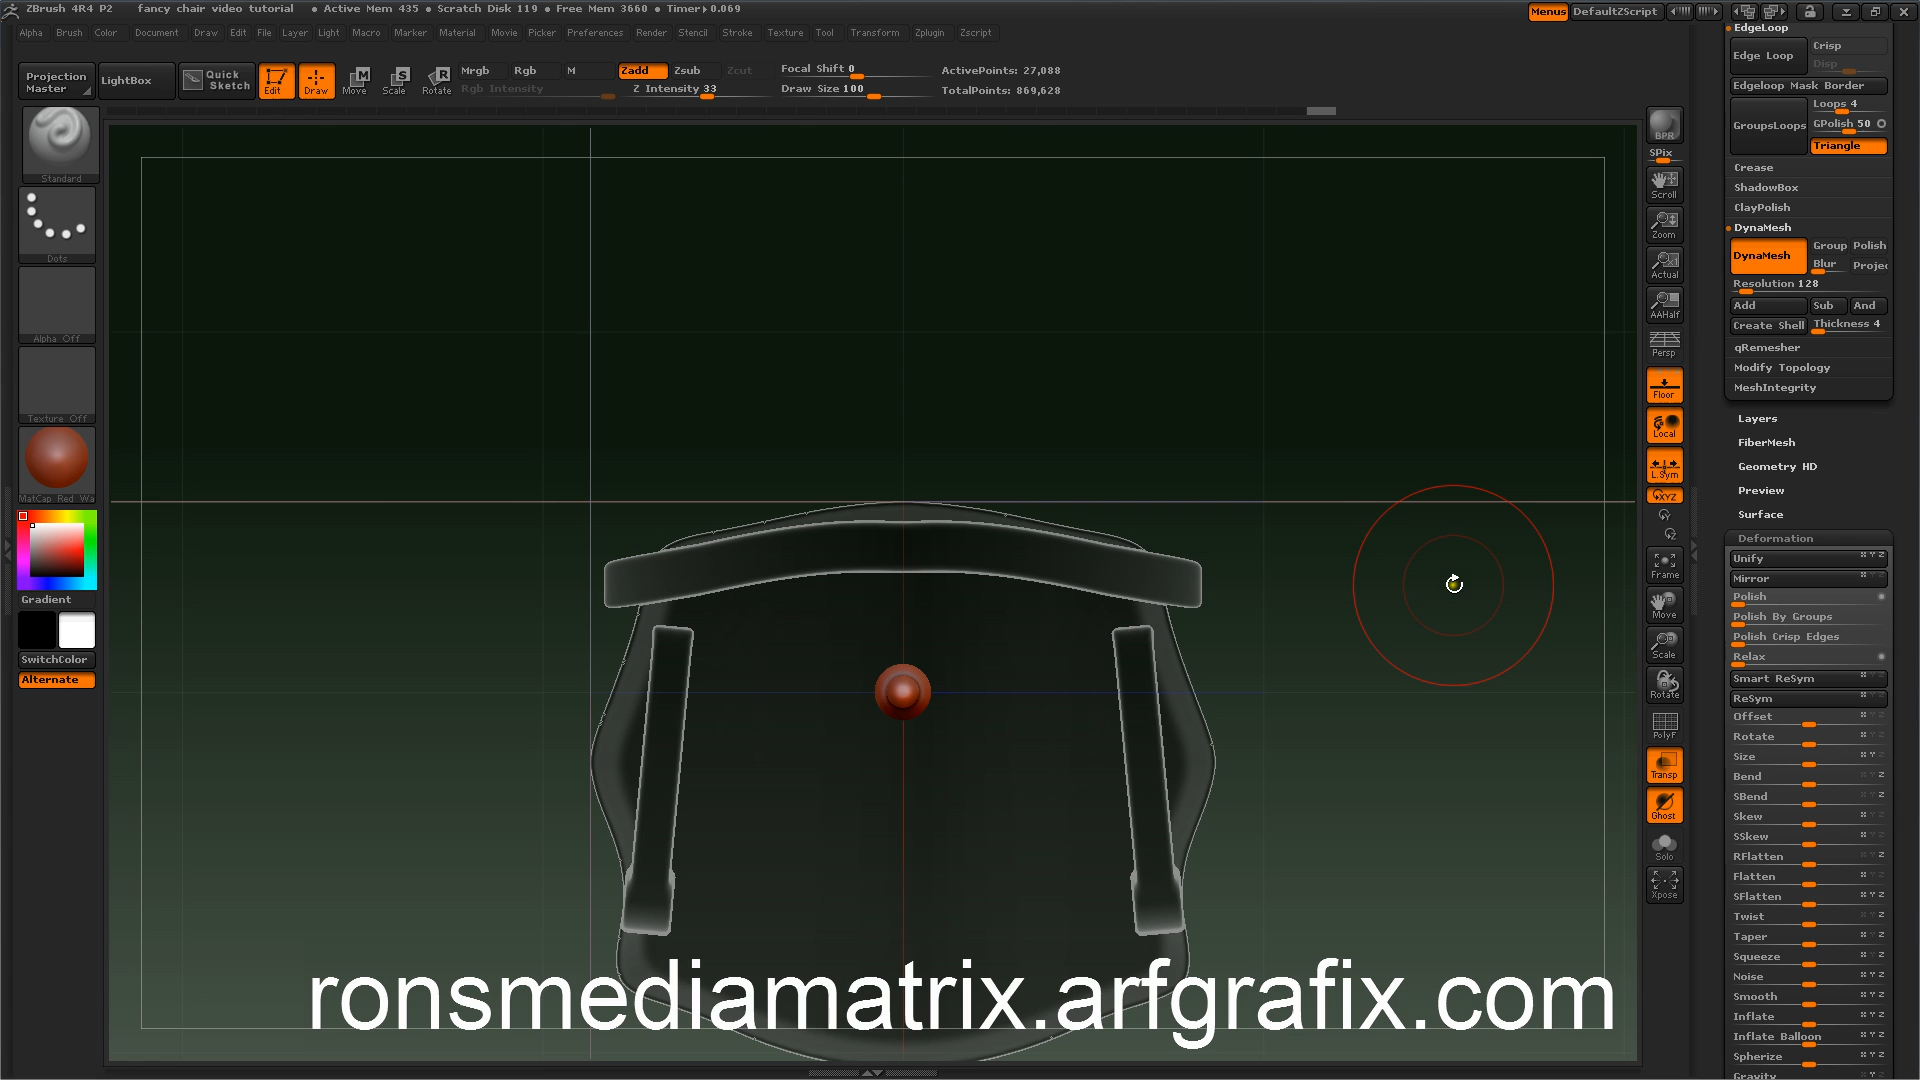 ZBrush 4R4 P2 fancy chair video tutorial • Active Mem 435 • Scratch Disk 119 • Free Mem 3660 • Timer▸0.069
Menus DefaultZScript
Alpha Brush Color Document Draw Edit File Layer Light Macro Marker Material Movie Picker Preferences Render Stencil Stroke Texture Tool Transform Zplugin Zscript
Projection Master
LightBox
Quick Sketch
Edit
Draw
Move
Scale
Rotate
Mrgb Rgb M
Rgb Intensity
Zadd Zsub Zcut
Z Intensity 33
Focal Shift 0
Draw Size 100
ActivePoints: 27,088
TotalPoints: 869,628
Standard
Dots
Alpha Off
Texture Off
MatCap Red Wa
Gradient
SwitchColor
Alternate
BPR
SPix
Scroll
Zoom
Actual
AAHalf
Persp
Floor
Local
L.Sym
XYZ
Frame
Move
Scale
Rotate
PolyF
Transp
Ghost
Solo
Xpose
EdgeLoop
Edge Loop
Crisp
Disp
Edgeloop Mask Border
GroupsLoops
Loops 4
GPolish 50
Triangle
Crease
ShadowBox
ClayPolish
DynaMesh
DynaMesh
Group Polish
Blur Projec
Resolution 128
Add Sub And
Create Shell Thickness 4
qRemesher
Modify Topology
MeshIntegrity
Layers
FiberMesh
Geometry HD
Preview
Surface
Deformation
Unify
Mirror
Polish
Polish By Groups
Polish Crisp Edges
Relax
Smart ReSym
ReSym
Offset
Rotate
Size
Bend
SBend
Skew
SSkew
RFlatten
Flatten
SFlatten
Twist
Taper
Squeeze
Noise
Smooth
Inflate
Inflate Balloon
Spherize
Gravity
ronsmediamatrix.arfgrafix.com